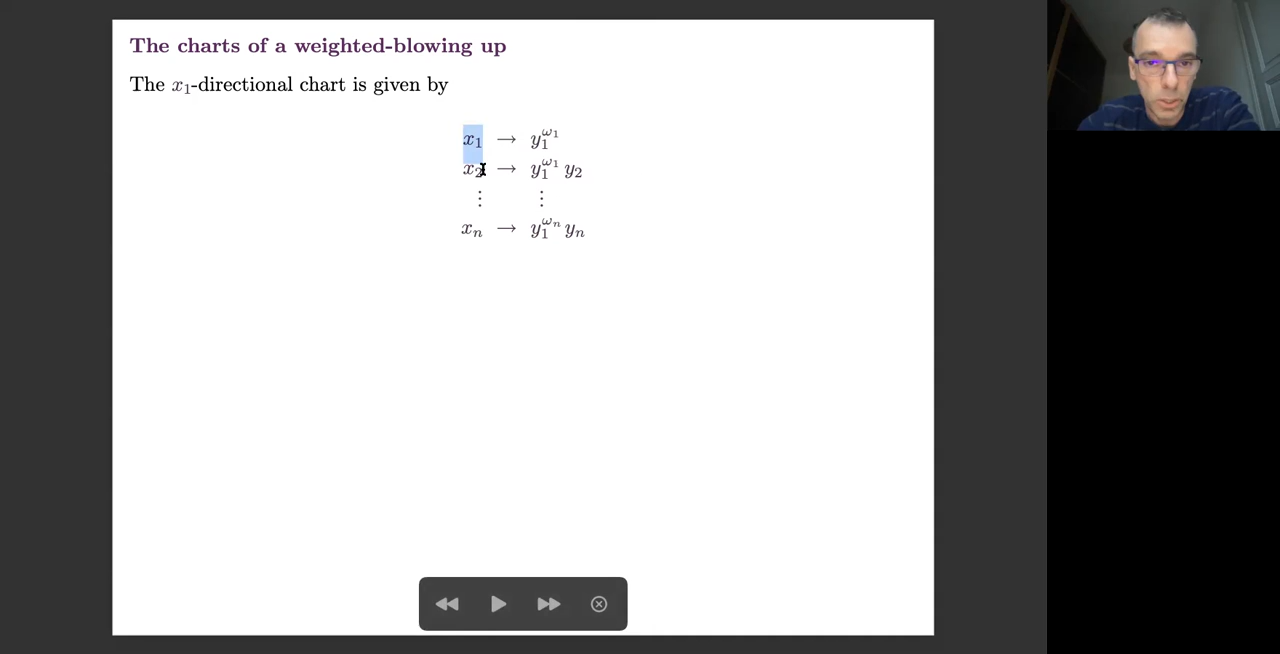 The charts of a weighted-blowing up
The x₁-directional chart is given by
x₁ → y₁^ω₁
x₂ → y₁^ω₁ y₂
⋮ ⋮
xₙ → y₁^ωₙ yₙ